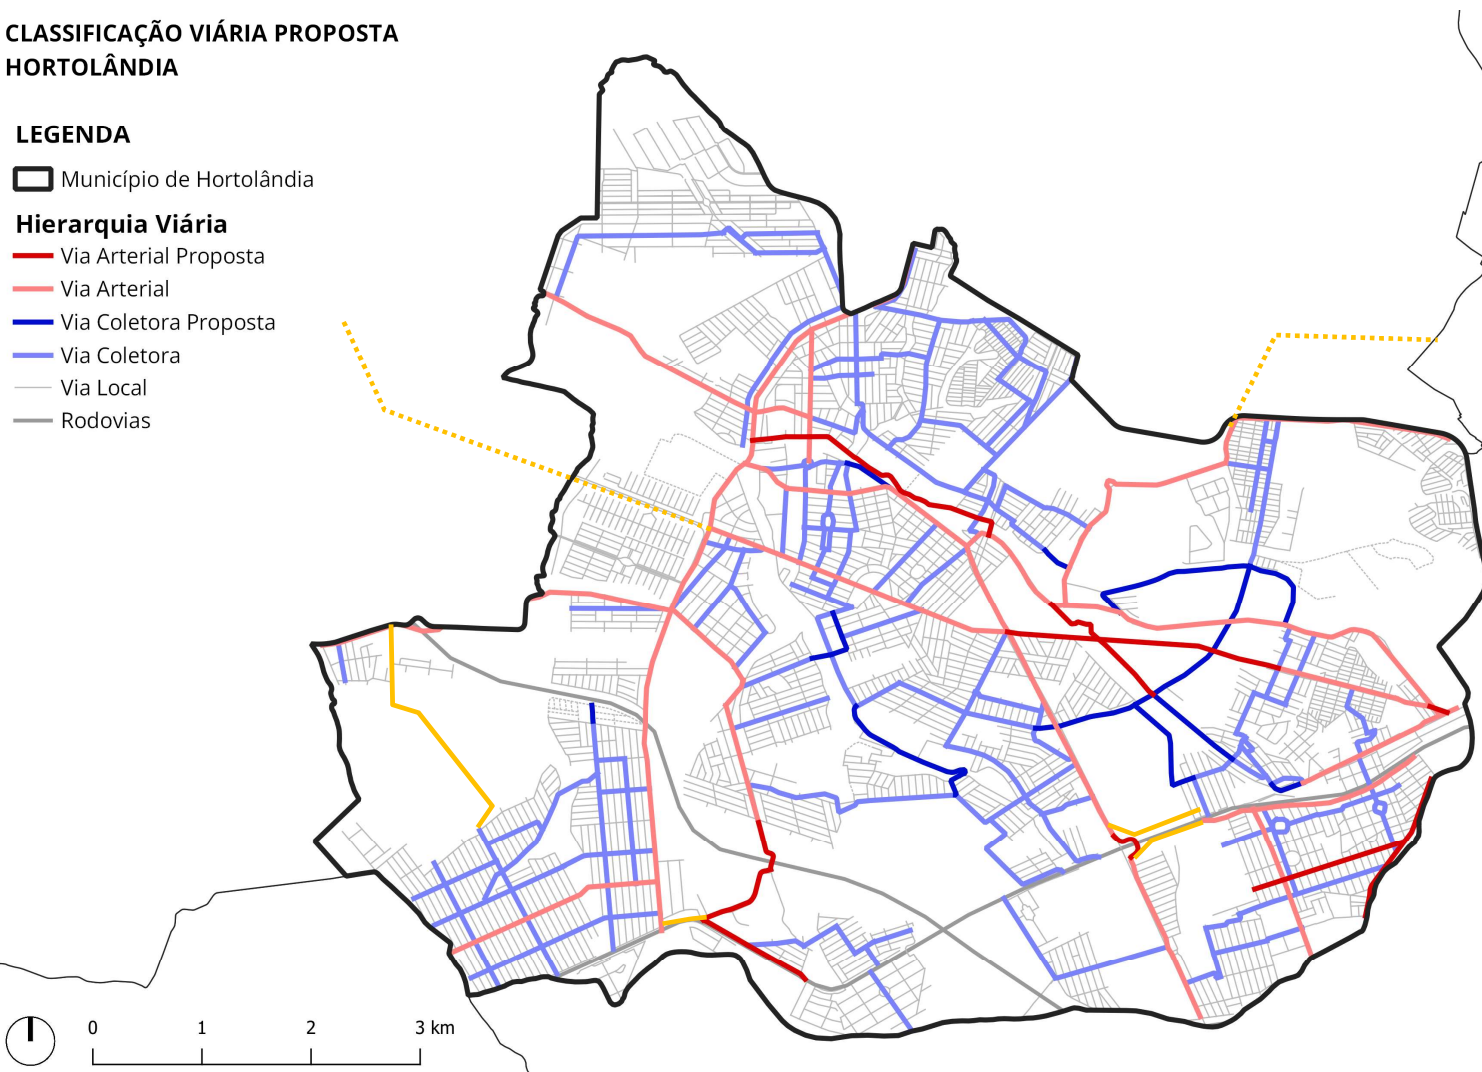 CLASSIFICAÇÃO VIÁRIA PROPOSTA
HORTOLÂNDIA
LEGENDA
Município de Hortolândia
Hierarquia Viária
Via Arterial Proposta
Via Arterial
Via Coletora Proposta
Via Coletora
Via Local
Rodovias
0 1 2 3 km